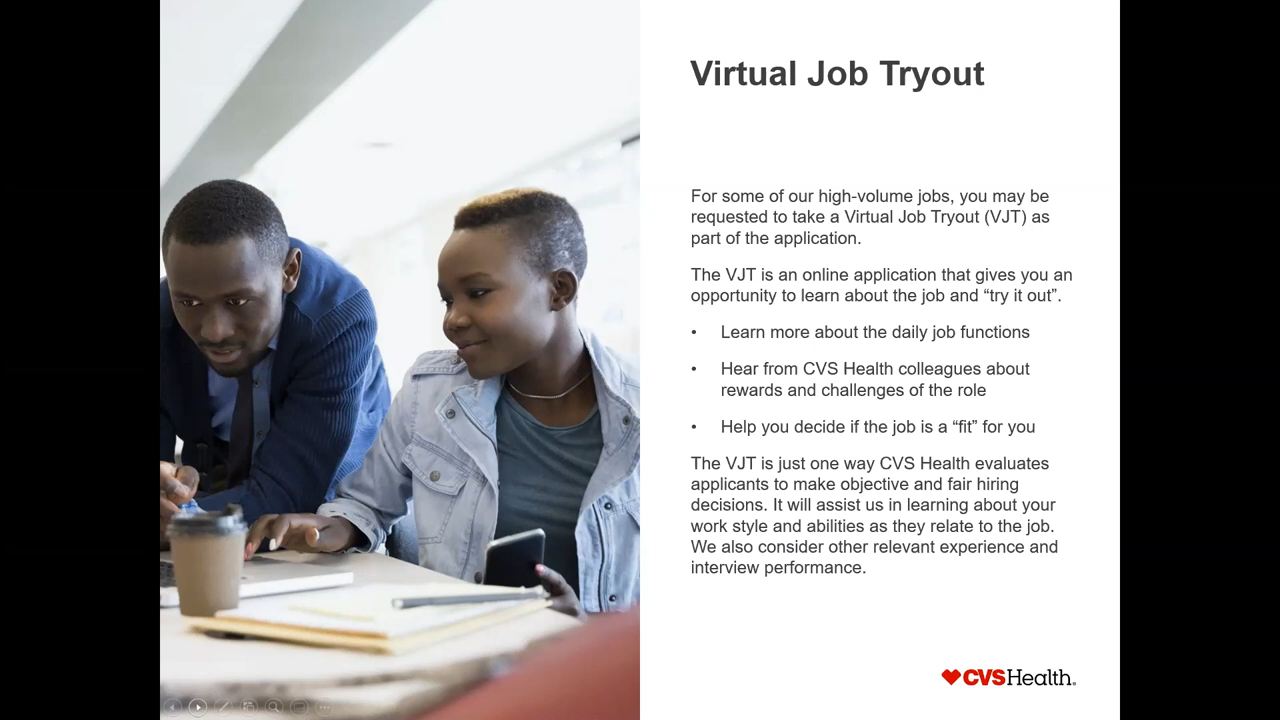 Virtual Job Tryout
For some of our high-volume jobs, you may be
requested to take a Virtual Job Tryout (VJT) as
part of the application.
The VJT is an online application that gives you an
opportunity to learn about the job and “try it out”.
• Learn more about the daily job functions
• Hear from CVS Health colleagues about
rewards and challenges of the role
• Help you decide if the job is a “fit” for you
The VJT is just one way CVS Health evaluates
applicants to make objective and fair hiring
decisions. It will assist us in learning about your
work style and abilities as they relate to the job.
We also consider other relevant experience and
interview performance.
CVSHealth.